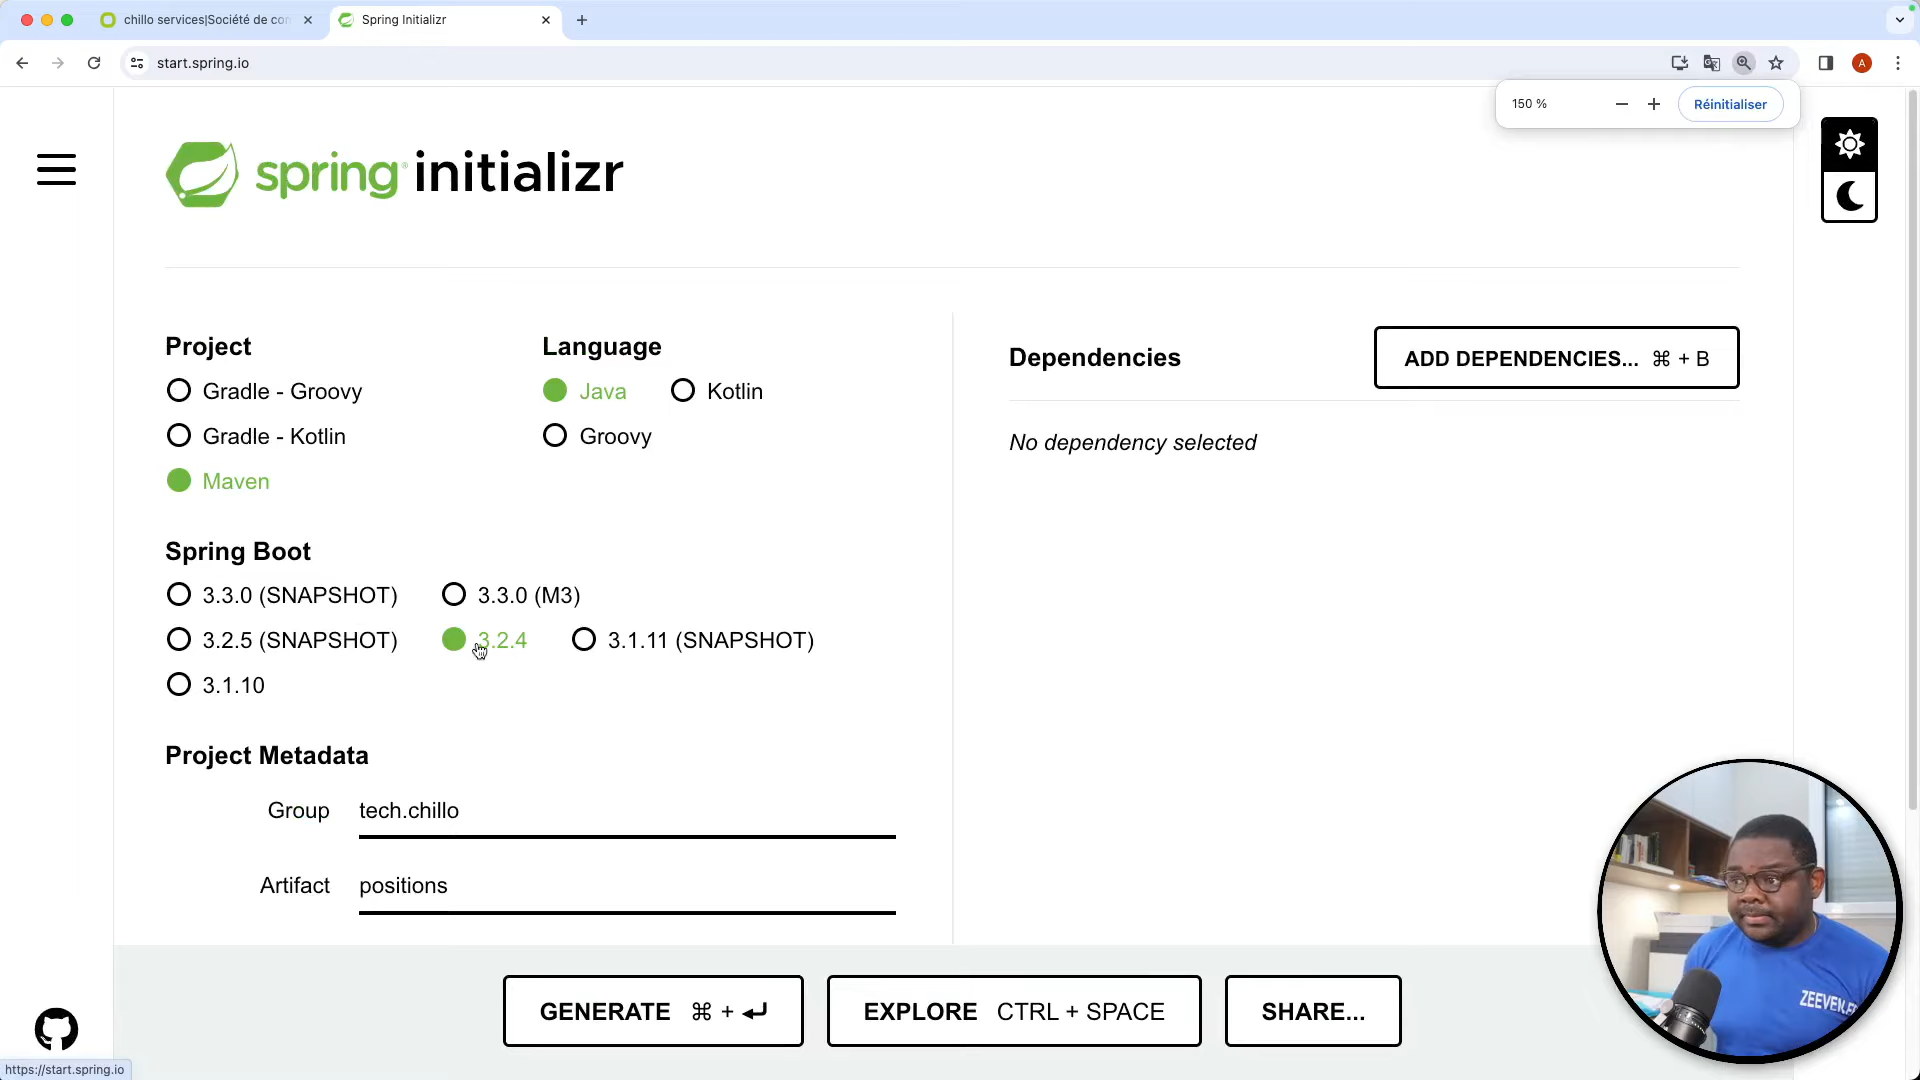 chillo services|Société de con
Spring Initializr
start.spring.io
150 %
Réinitialiser
spring initializr
Project
Language
Gradle - Groovy
Java
Kotlin
Gradle - Kotlin
Groovy
Maven
Dependencies
ADD DEPENDENCIES... ⌘ + B
No dependency selected
Spring Boot
3.3.0 (SNAPSHOT)
3.3.0 (M3)
3.2.5 (SNAPSHOT)
3.2.4
3.1.11 (SNAPSHOT)
3.1.10
Project Metadata
Group tech.chillo
Artifact positions
GENERATE ⌘ + ↵
EXPLORE CTRL + SPACE
SHARE...
https://start.spring.io
A